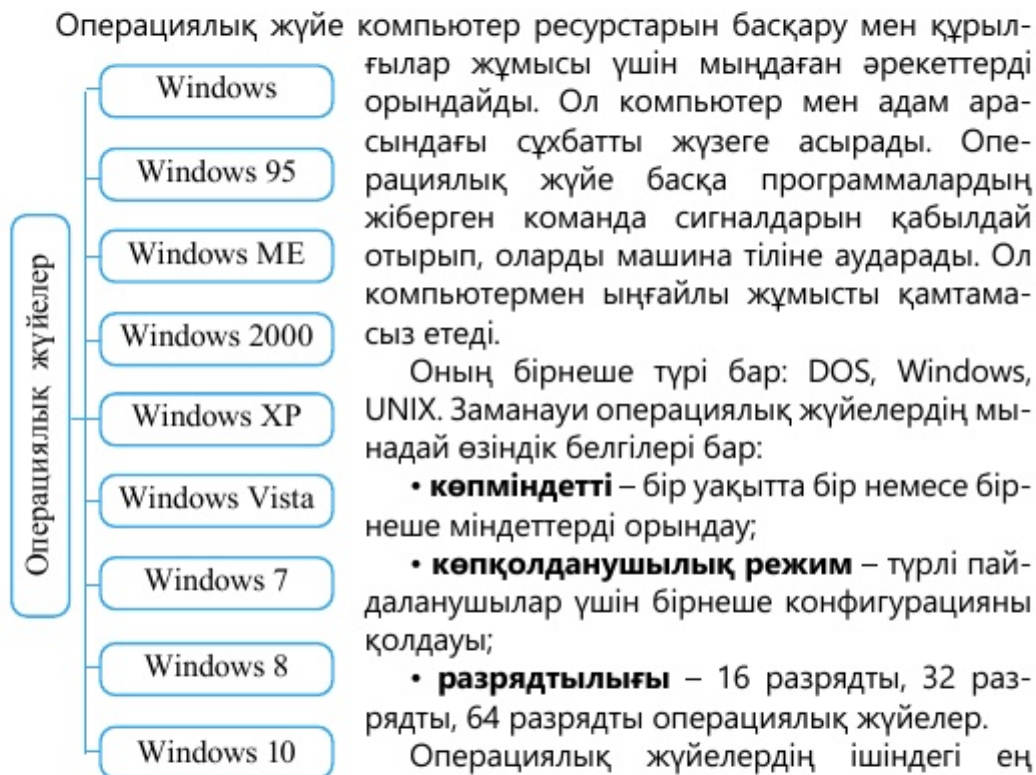 Операциялық жүйе компьютер ресурстарын басқару мен құрыл-
ғылар жұмысы үшін мыңдаған әрекеттерді
орындайды. Ол компьютер мен адам ара-
сындағы сұхбатты жүзеге асырады. Опе-
рациялық жүйе басқа программалардың
жіберген команда сигналдарын қабылдай
отырып, оларды машина тіліне аударады. Ол
компьютермен ыңғайлы жұмысты қамтама-
сыз етеді.
Оның бірнеше түрі бар: DOS, Windows,
UNIX. Заманауи операциялық жүйелердің мы-
надай өзіндік белгілері бар:
• көпміндетті – бір уақытта бір немесе бір-
неше міндеттерді орындау;
• көпқолданушылық режим – түрлі пай-
даланушылар үшін бірнеше конфигурацияны
қолдауы;
• разрядтылығы – 16 разрядты, 32 раз-
рядты, 64 разрядты операциялық жүйелер.
Операциялық жүйелердің ішіндегі ең
Операциялык жүйелер
Windows
Windows 95
Windows ME
Windows 2000
Windows XP
Windows Vista
Windows 7
Windows 8
Windows 10